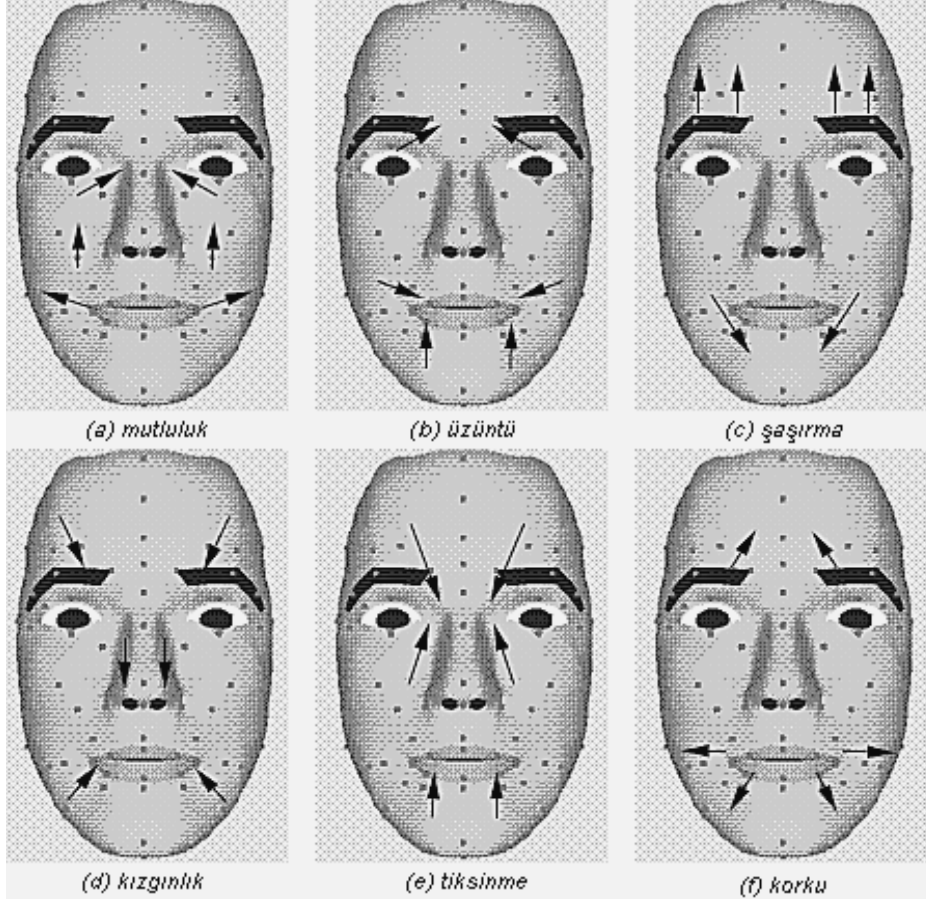 (a) mutluluk
(b) üzüntü
(c) şaşırma
(d) kızgınlık
(e) tiksinme
(f) korku